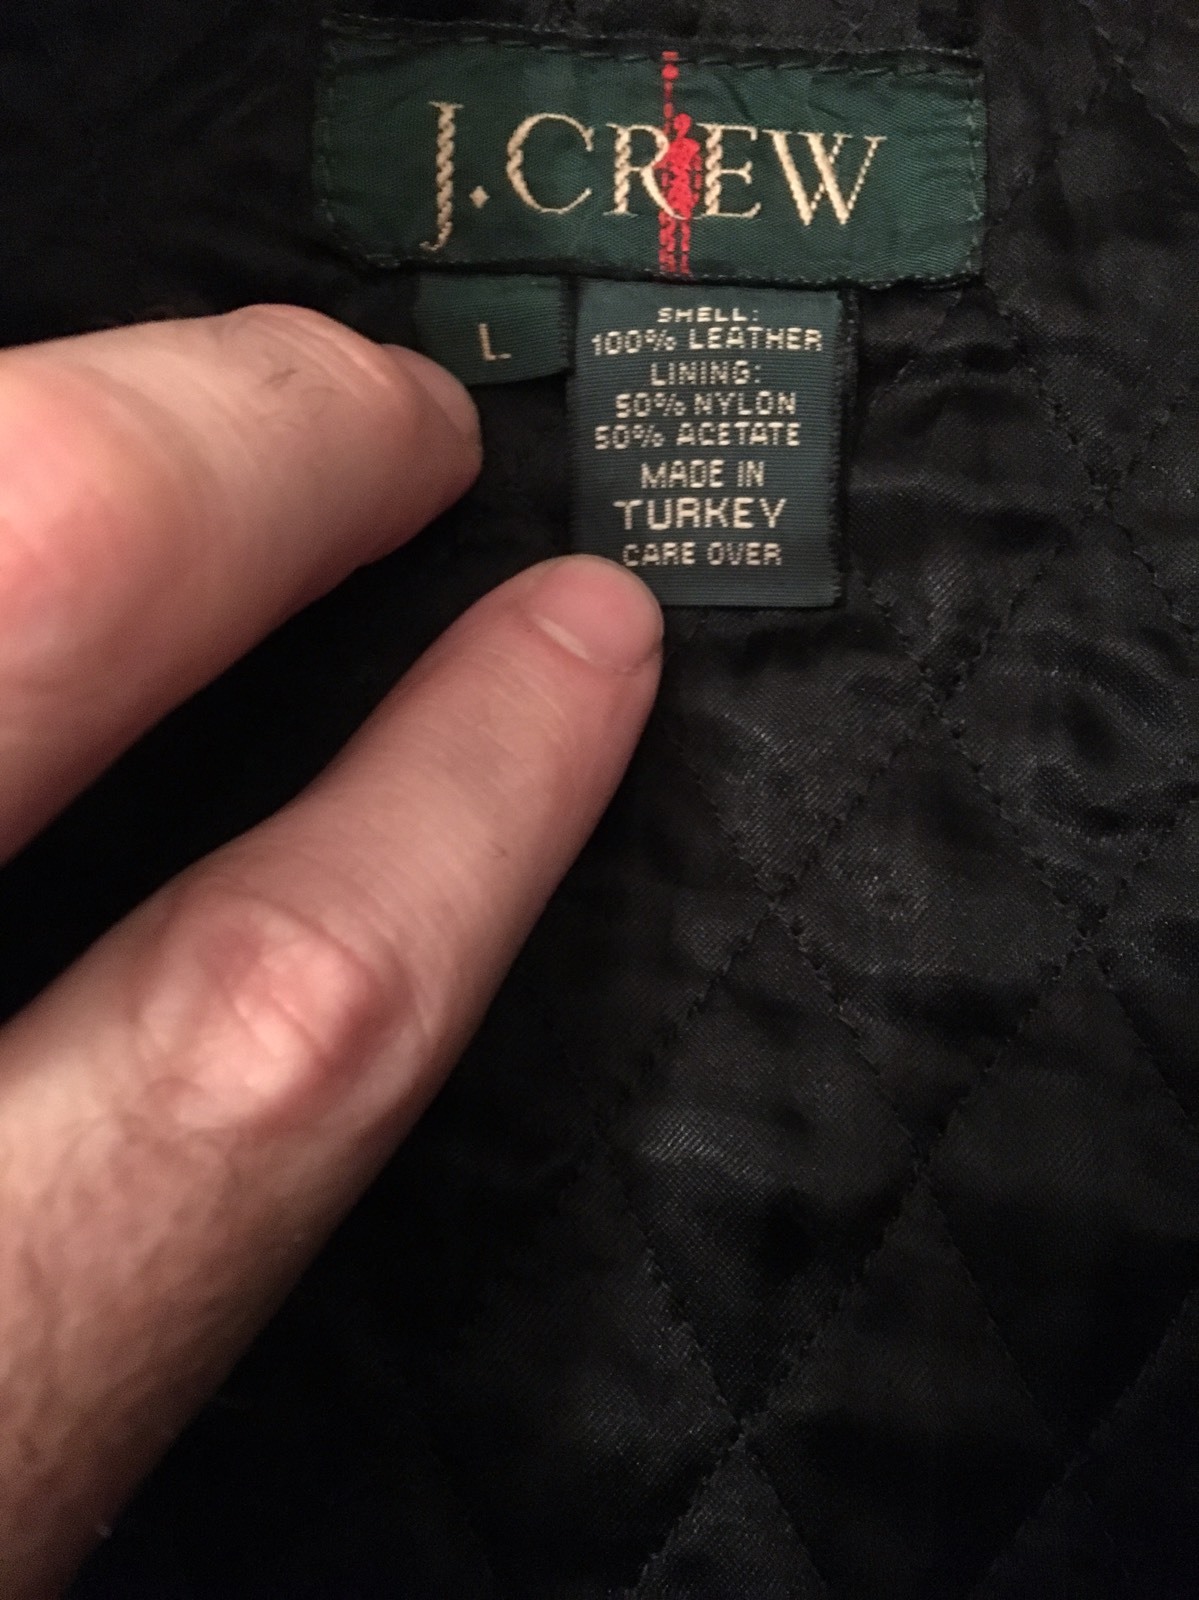 J.CREW
L
SHELL:
100% LEATHER
LINING:
50% NYLON
50% ACETATE
MADE IN
TURKEY
CARE OVER